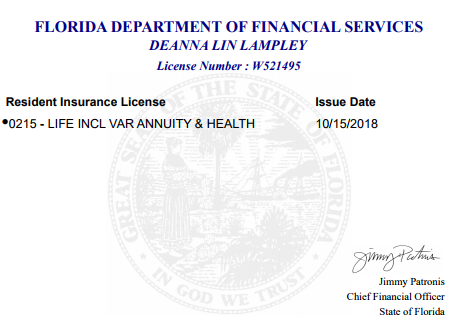 FLORIDA DEPARTMENT OF FINANCIAL SERVICES
DEANNA LIN LAMPLEY
License Number : W521495
Resident Insurance License Issue Date
•0215 - LIFE INCL VAR ANNUITY & HEALTH 10/15/2018
GREAT SEAL OF THE STATE OF FLORIDA
IN GOD WE TRUST
Jimmy Patronis
Jimmy Patronis
Chief Financial Officer
State of Florida